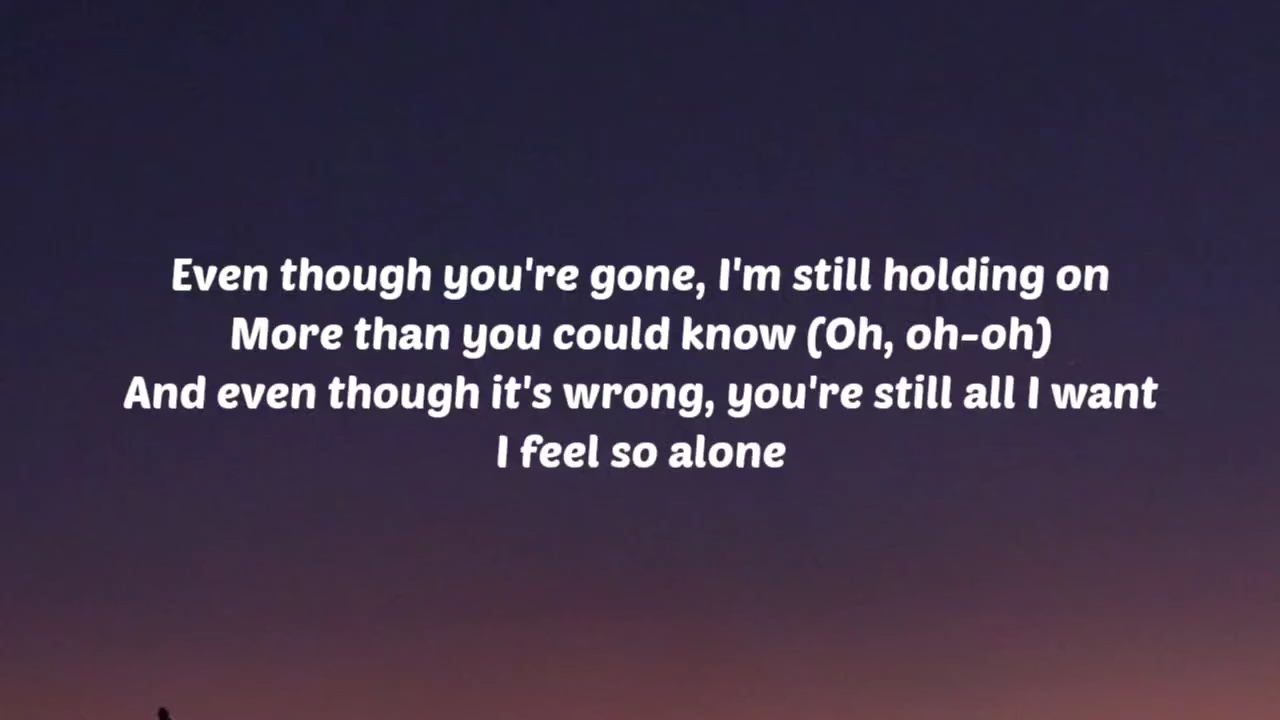 Even though you're gone, I'm still holding on
More than you could know (Oh, oh-oh)
And even though it's wrong, you're still all I want
I feel so alone